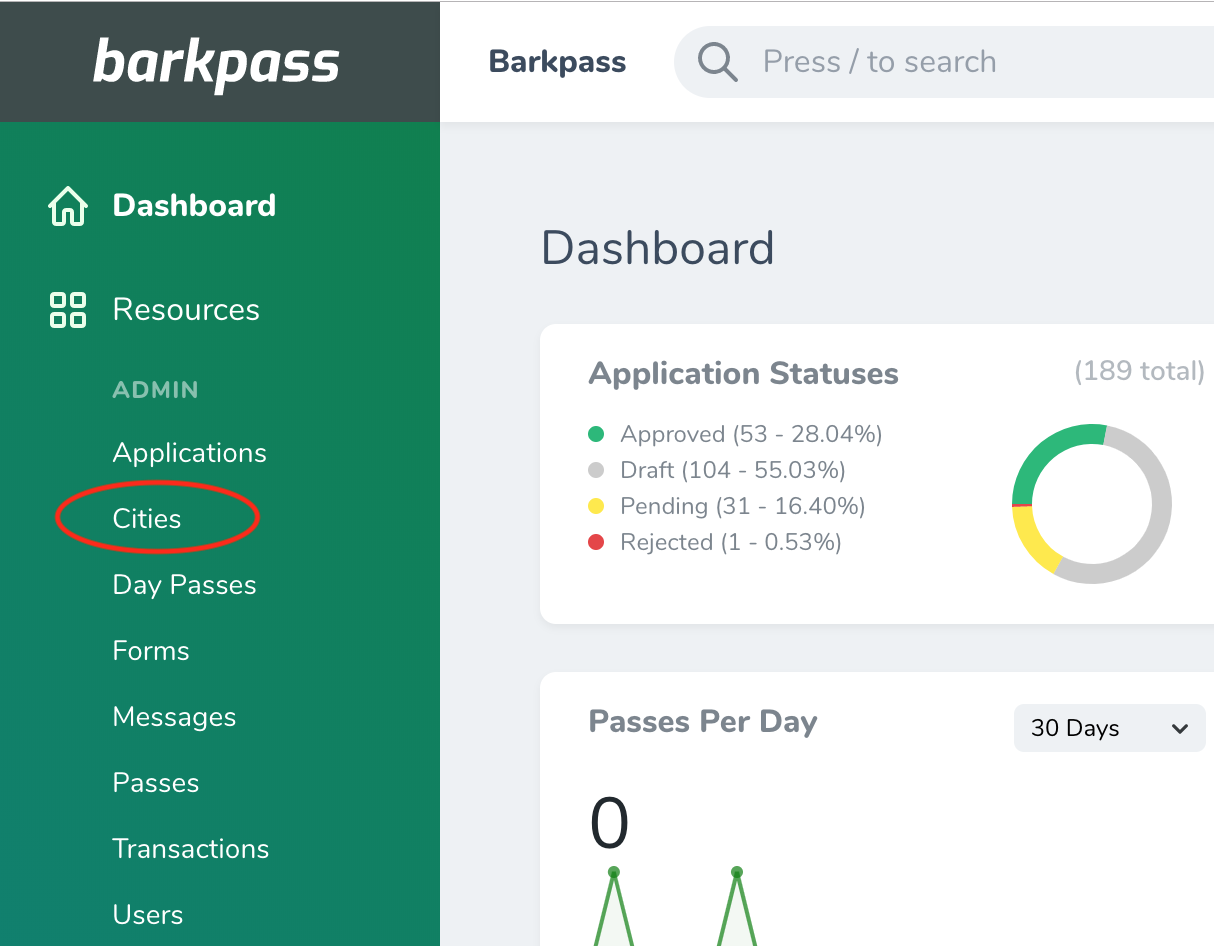 barkpass
Barkpass
Press / to search
Dashboard
Resources
ADMIN
Applications
Cities
Day Passes
Forms
Messages
Passes
Transactions
Users
Dashboard
Application Statuses
(189 total)
Approved (53 - 28.04%)
Draft (104 - 55.03%)
Pending (31 - 16.40%)
Rejected (1 - 0.53%)
Passes Per Day
30 Days
0